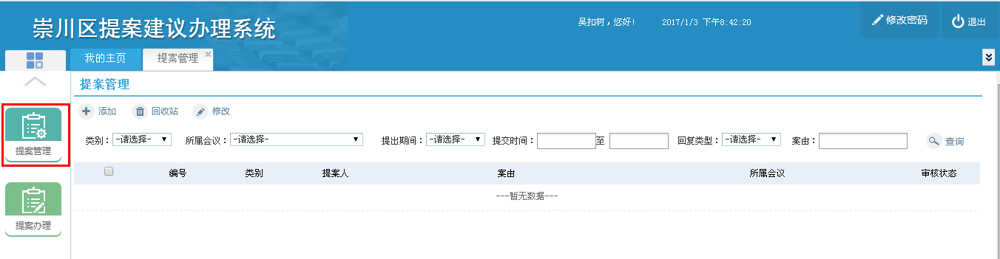 崇川区提案建议办理系统
吴扣树，您好！ 2017/1/3 下午8:42:20
修改密码 退出
我的主页 提案管理
提案管理
添加 回收站 修改
类别：-请选择- 所属会议：-请选择- 提出期间：-请选择- 提交时间： 至 回复类型：-请选择- 案由： 查询
提案管理
编号 类别 提案人 案由 所属会议 审核状态
---暂无数据---
提案办理